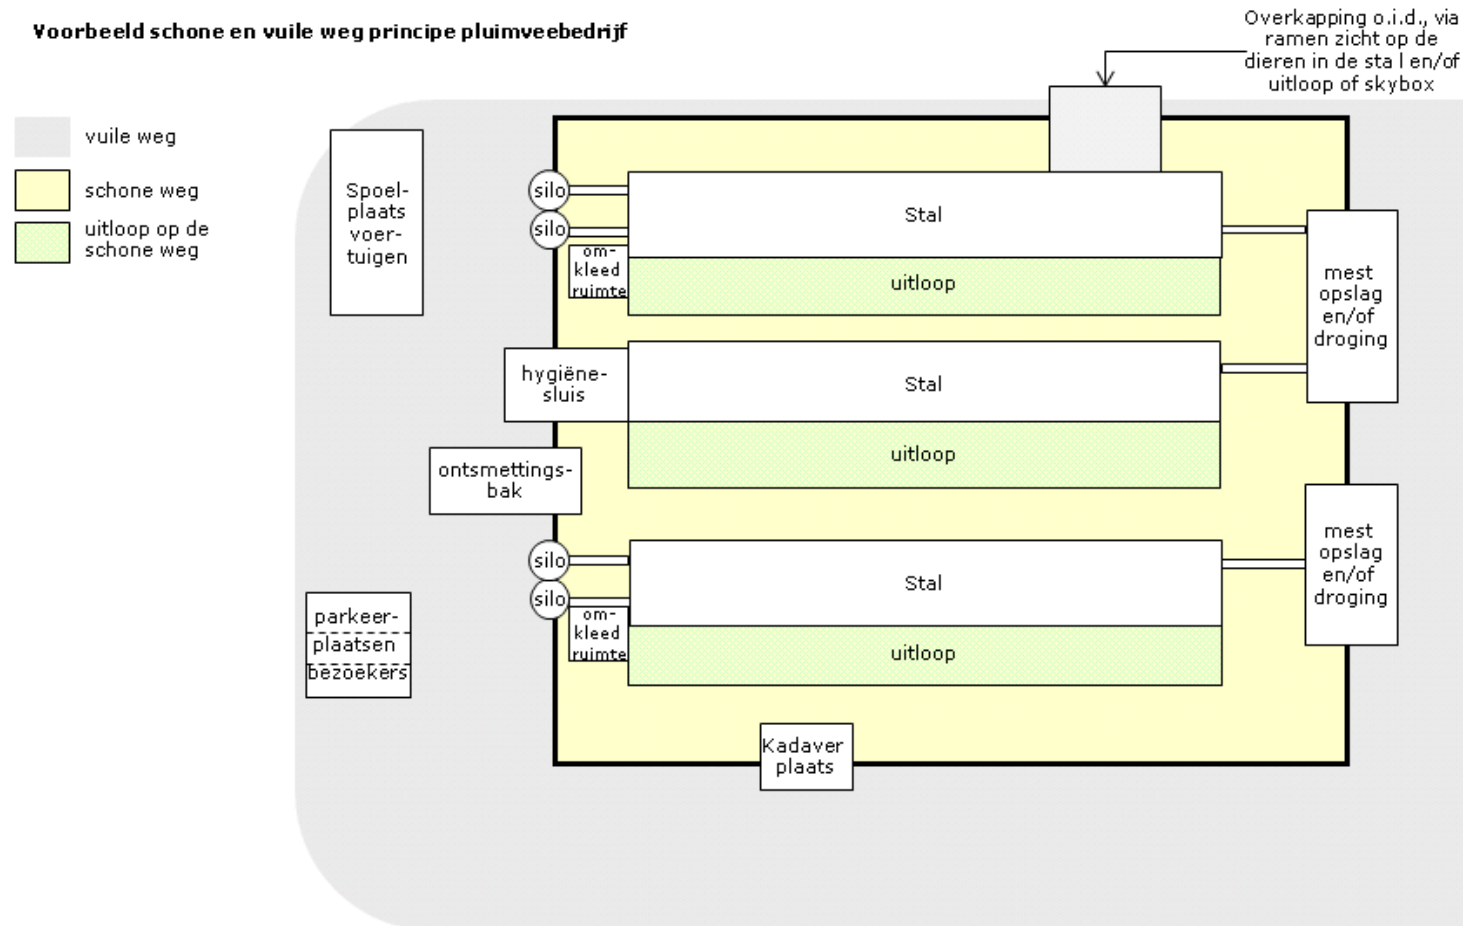 Voorbeeld schone en vuile weg principe pluimveebedrijf
Overkapping o.i.d., via
ramen zicht op de
dieren in de sta l en/of
uitloop of skybox
vuile weg
schone weg
uitloop op de
schone weg
Spoel-
plaats
voer-
tuigen
silo
silo
om-
kleed
ruimte
Stal
uitloop
mest
opslag
en/of
droging
hygiëne-
sluis
Stal
uitloop
ontsmettings-
bak
silo
silo
om-
kleed
ruimte
Stal
uitloop
mest
opslag
en/of
droging
parkeer-
plaatsen
bezoekers
Kadaver
plaats